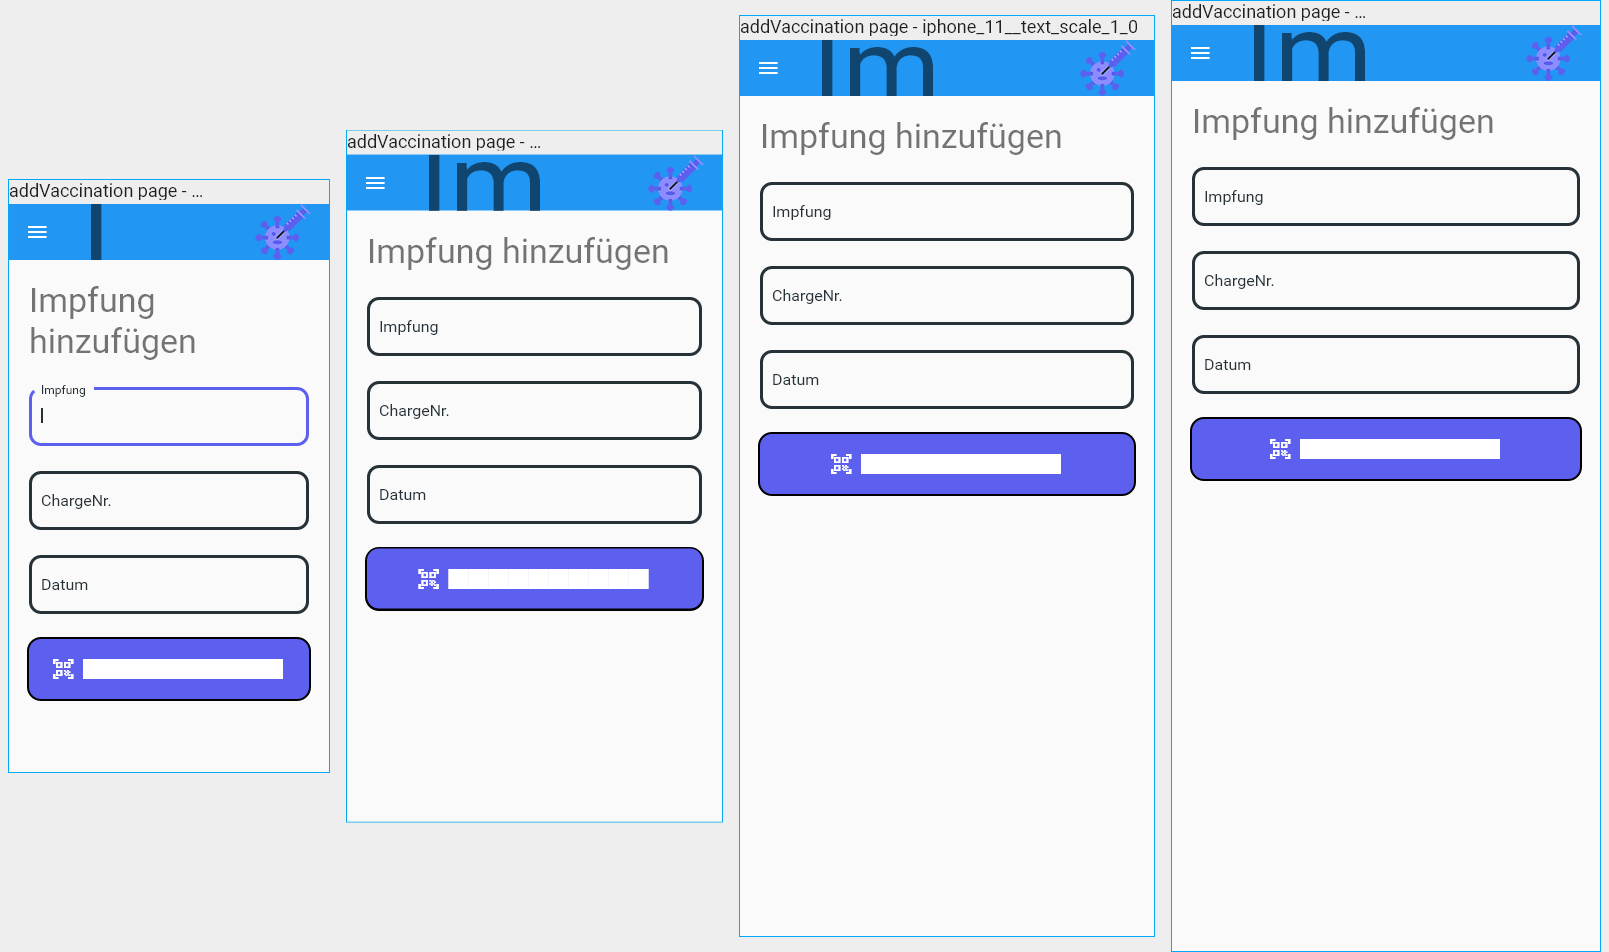 addVaccination page - ...
I
Impfung
hinzufügen
Impfung
ChargeNr.
Datum
addVaccination page - ...
Im
Impfung hinzufügen
Impfung
ChargeNr.
Datum
addVaccination page - iphone_11__text_scale_1_0
Im
Impfung hinzufügen
Impfung
ChargeNr.
Datum
addVaccination page - ...
Im
Impfung hinzufügen
Impfung
ChargeNr.
Datum